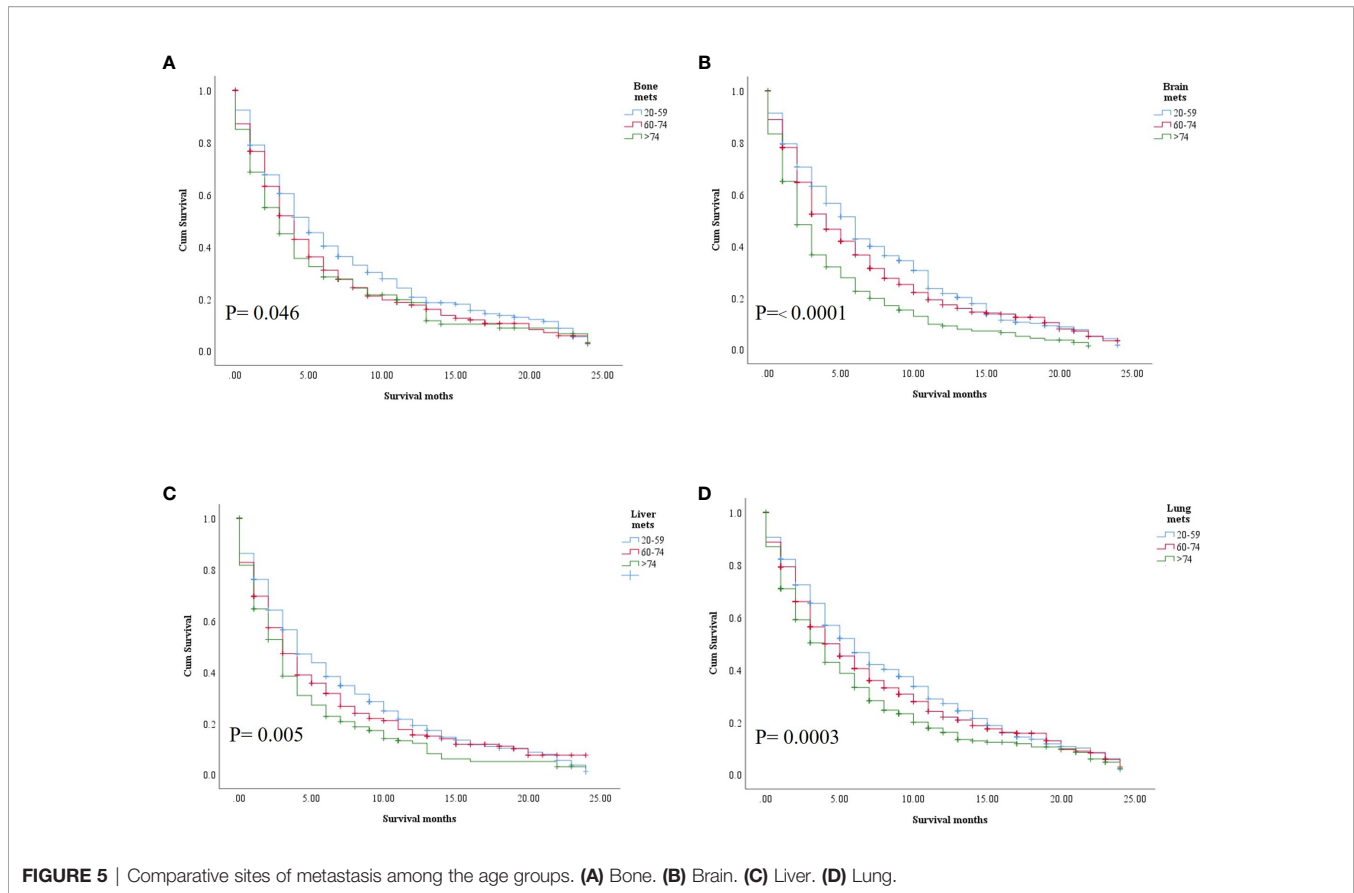 A
Bone
mets
20-59
60-74
>74
1.0
0.8
0.6
0.4
0.2
0.0
Cum Survival
P= 0.046
.00
5.00
10.00
15.00
20.00
25.00
Survival moths
B
Brain
mets
20-59
60-74
>74
1.0
0.8
0.6
0.4
0.2
0.0
Cum Survival
P=< 0.0001
.00
5.00
10.00
15.00
20.00
25.00
Survival months
C
Liver
mets
20-59
60-74
>74
1.0
0.8
0.6
0.4
0.2
0.0
Cum Survival
P= 0.005
.00
5.00
10.00
15.00
20.00
25.00
Survival months
D
Lung
mets
20-59
60-74
>74
1.0
0.8
0.6
0.4
0.2
0.0
Cum Survival
P= 0.0003
.00
5.00
10.00
15.00
20.00
25.00
Survival months
FIGURE 5 | Comparative sites of metastasis among the age groups. (A) Bone. (B) Brain. (C) Liver. (D) Lung.